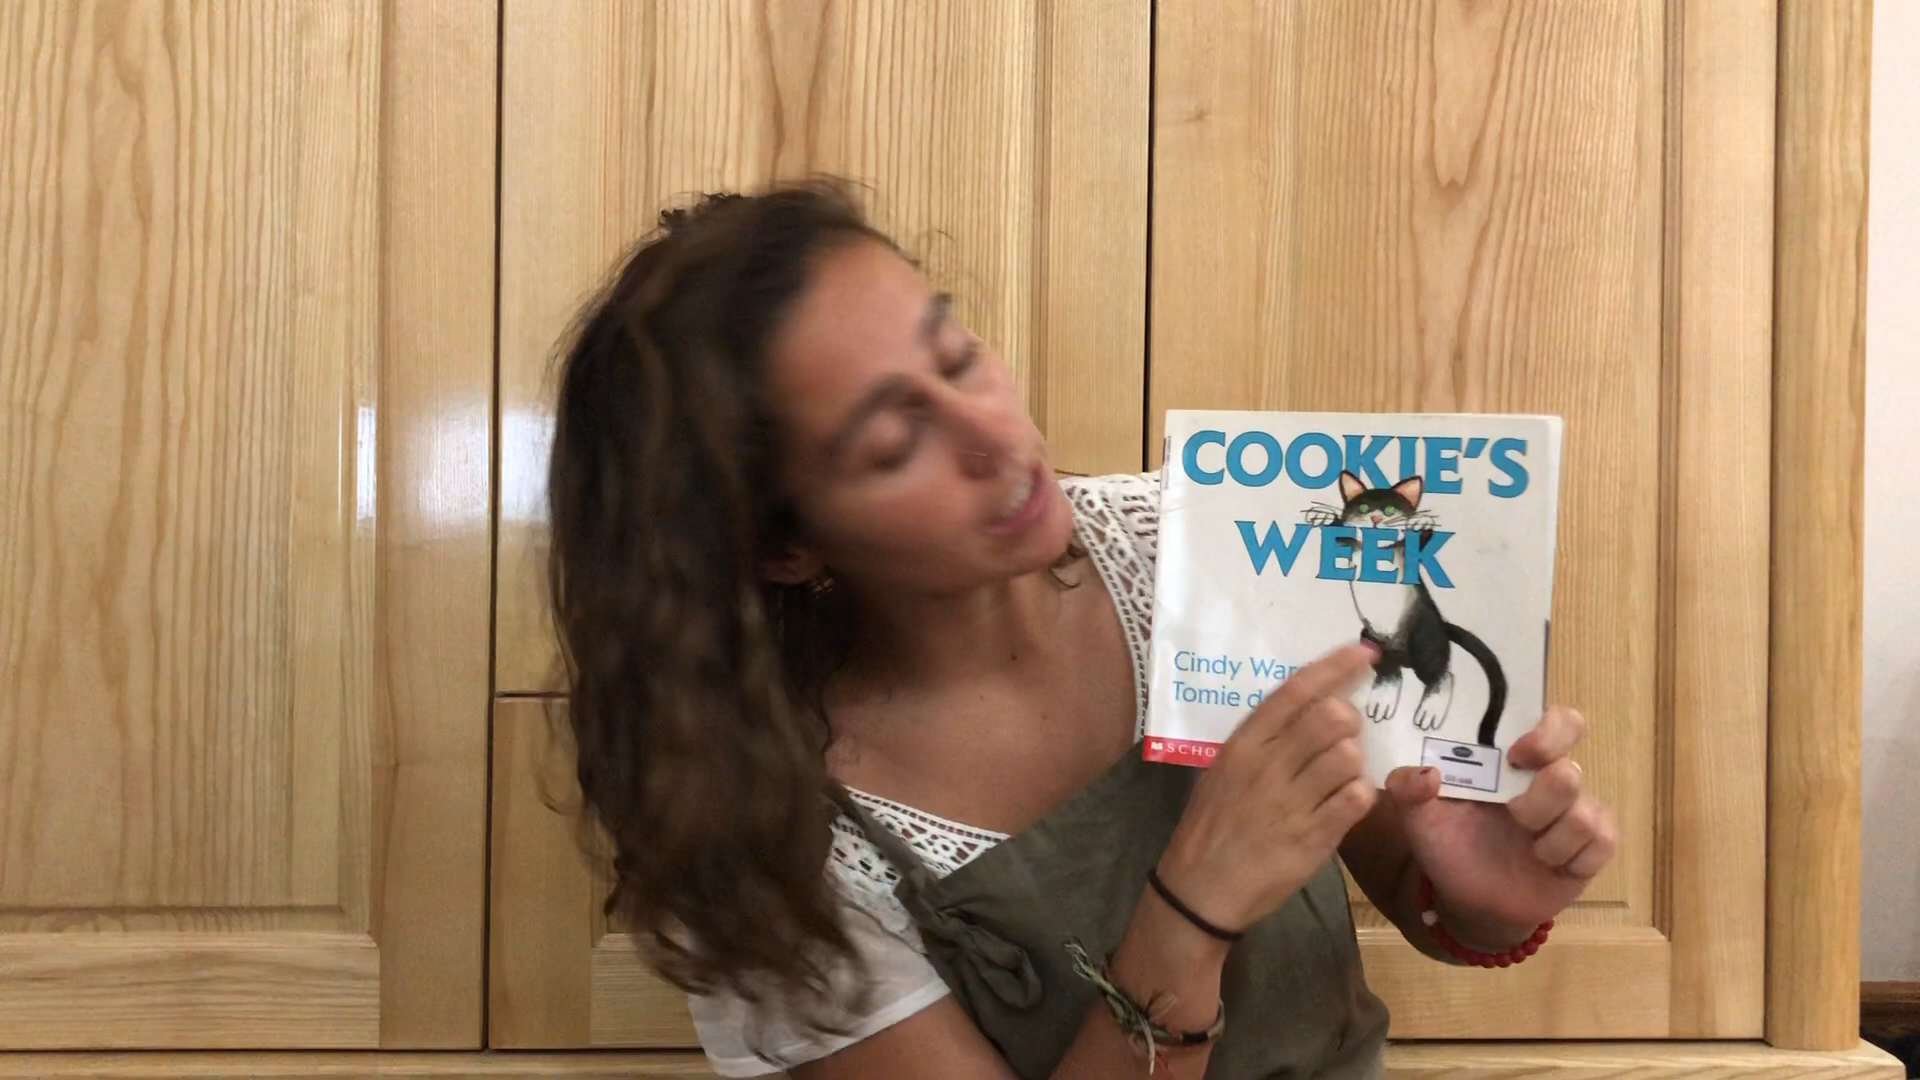 COOKIE'S
WEEK
Cindy War
Tomie d
SCHO